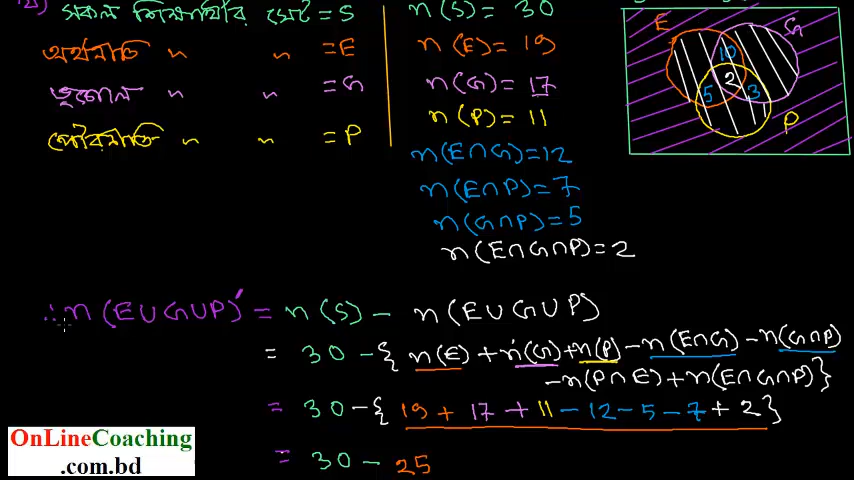 সকল শিক্ষার্থীর সেট = S
অর্থনীতি " " = E
ভূগোল " " = G
পৌরনীতি " " = P
n(S) = 30
n(E) = 19
n(G) = 17
n(P) = 11
n(E∩G)=12
n(E∩P)=7
n(G∩P)=5
n(E∩G∩P)=2
E
G
10
2
5
3
P
∴ n(E∪G∪P)′ = n(S) − n(E∪G∪P)
= 30 − { n(E) + n(G) + n(P) − n(E∩G) − n(G∩P)
− n(P∩E) + n(E∩G∩P)}
= 30 − { 19 + 17 + 11 − 12 − 5 − 7 + 2 }
= 30 − 25
OnLineCoaching
.com.bd